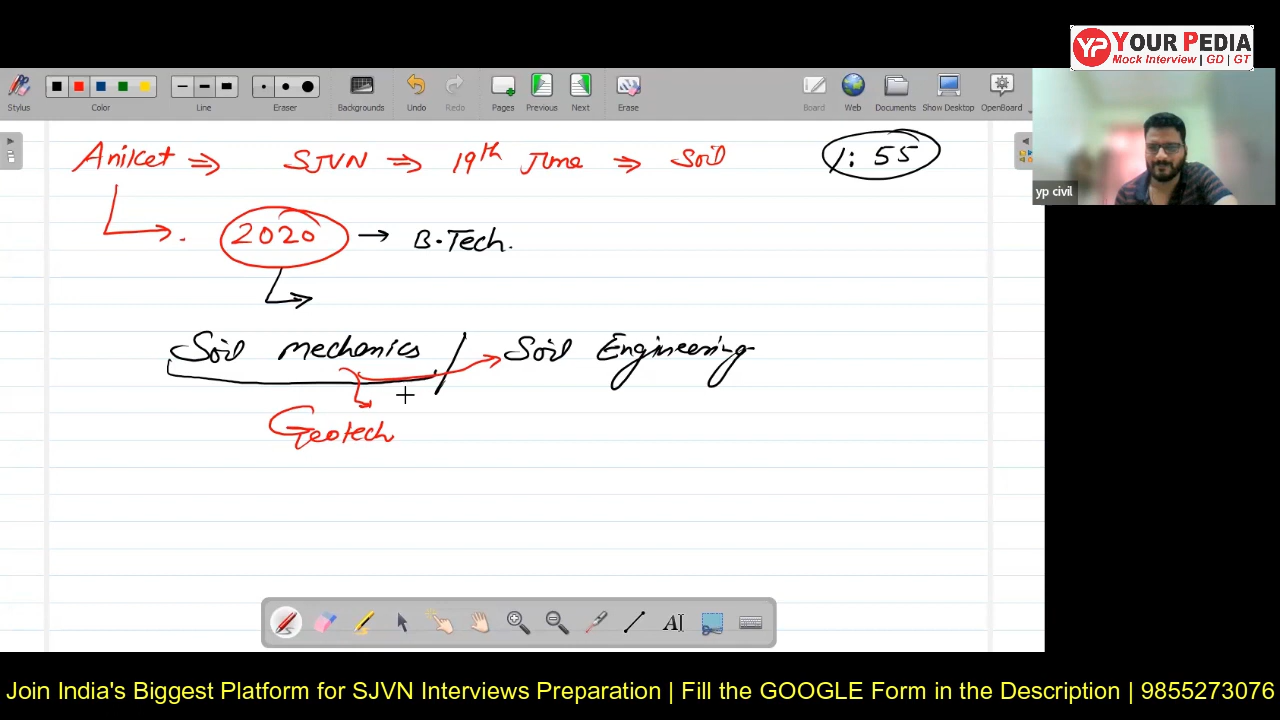 YP YOUR PEDIA
Mock Interview | GD | GT
Stylus Color Line Eraser Backgrounds Undo Redo Pages Previous Next Erase Board Web Documents Show Desktop OpenBoard
Aniket ⇒ SJVN ⇒ 19th June ⇒ Soil 1:55
yp civil
2020 → B.Tech.
Soil mechanics / Soil Engineering
Geotech
Join India's Biggest Platform for SJVN Interviews Preparation | Fill the GOOGLE Form in the Description | 9855273076